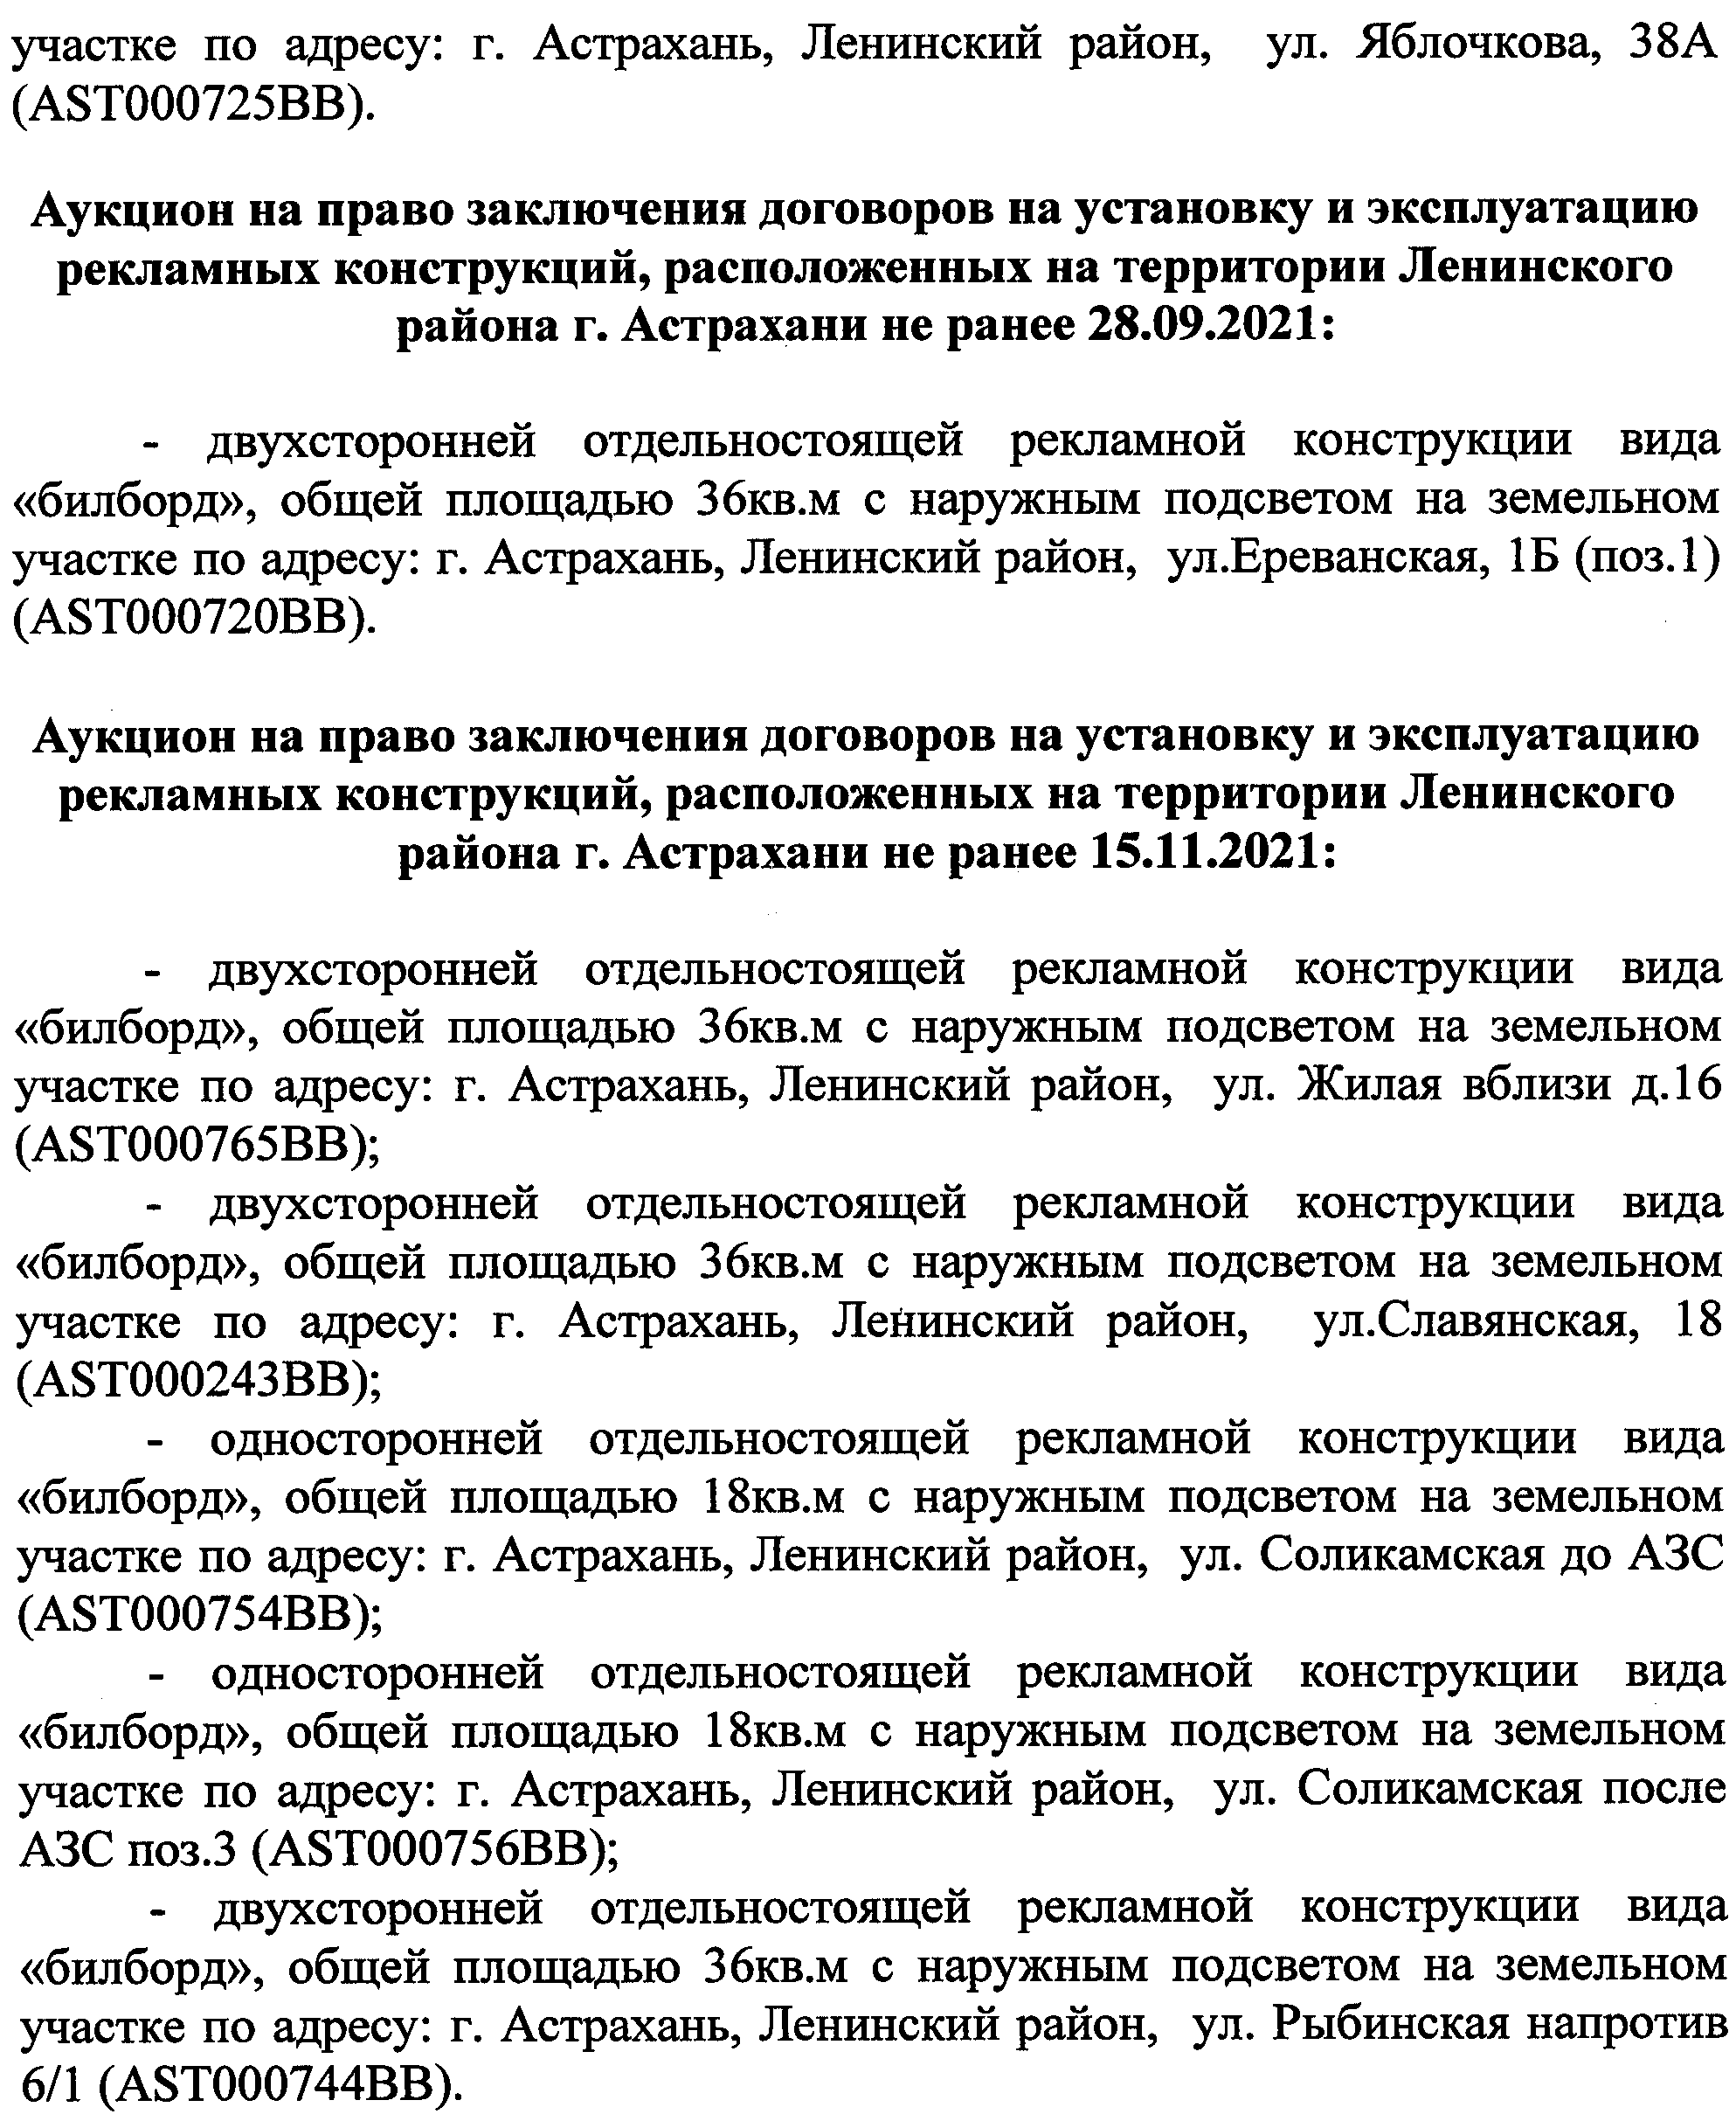 участке по адресу: г. Астрахань, Ленинский район, ул. Яблочкова, 38А
(AST000725BB).
Аукцион на право заключения договоров на установку и эксплуатацию
рекламных конструкций, расположенных на территории Ленинского
района г. Астрахани не ранее 28.09.2021:
- двухсторонней отдельностоящей рекламной конструкции вида
«билборд», общей площадью 36кв.м с наружным подсветом на земельном
участке по адресу: г. Астрахань, Ленинский район, ул.Ереванская, 1Б (поз.1)
(AST000720BB).
Аукцион на право заключения договоров на установку и эксплуатацию
рекламных конструкций, расположенных на территории Ленинского
района г. Астрахани не ранее 15.11.2021:
- двухсторонней отдельностоящей рекламной конструкции вида
«билборд», общей площадью 36кв.м с наружным подсветом на земельном
участке по адресу: г. Астрахань, Ленинский район, ул. Жилая вблизи д.16
(AST000765BB);
- двухсторонней отдельностоящей рекламной конструкции вида
«билборд», общей площадью 36кв.м с наружным подсветом на земельном
участке по адресу: г. Астрахань, Ленинский район, ул.Славянская, 18
(AST000243BB);
- односторонней отдельностоящей рекламной конструкции вида
«билборд», общей площадью 18кв.м с наружным подсветом на земельном
участке по адресу: г. Астрахань, Ленинский район, ул. Соликамская до АЗС
(AST000754BB);
- односторонней отдельностоящей рекламной конструкции вида
«билборд», общей площадью 18кв.м с наружным подсветом на земельном
участке по адресу: г. Астрахань, Ленинский район, ул. Соликамская после
АЗС поз.3 (AST000756BB);
- двухсторонней отдельностоящей рекламной конструкции вида
«билборд», общей площадью 36кв.м с наружным подсветом на земельном
участке по адресу: г. Астрахань, Ленинский район, ул. Рыбинская напротив
6/1 (AST000744BB).